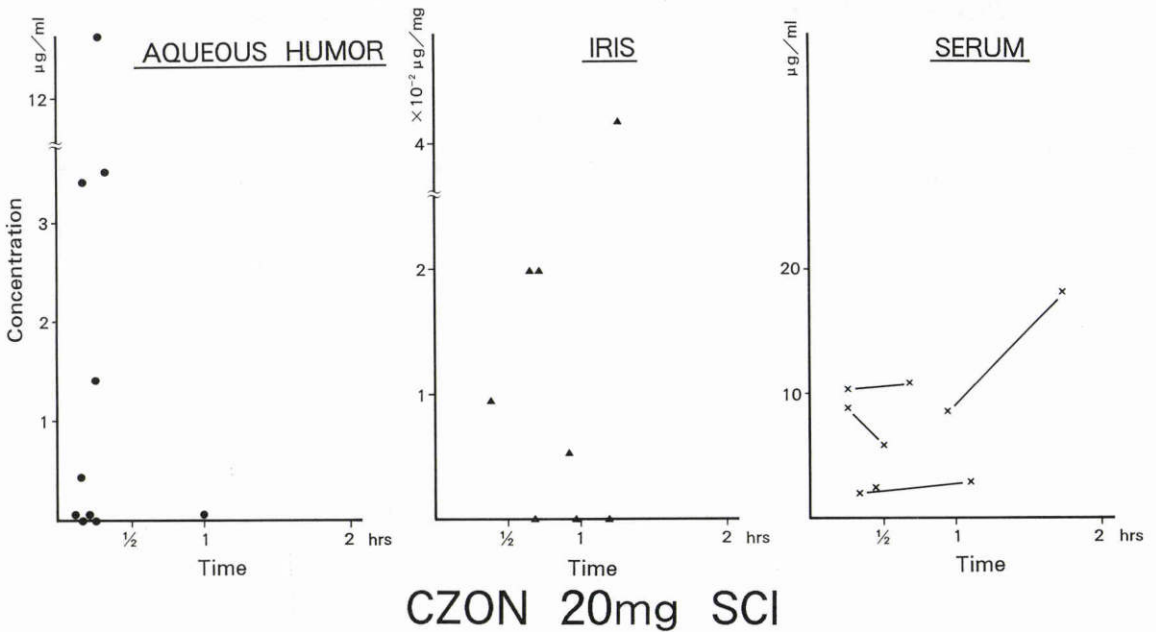 AQUEOUS HUMOR
µg/ml
12
3
2
1
Concentration
½ 1 2 hrs
Time
IRIS
×10⁻² µg/mg
4
2
1
½ 1 2 hrs
Time
SERUM
µg/ml
20
10
½ 1 2 hrs
Time
CZON 20mg SCI